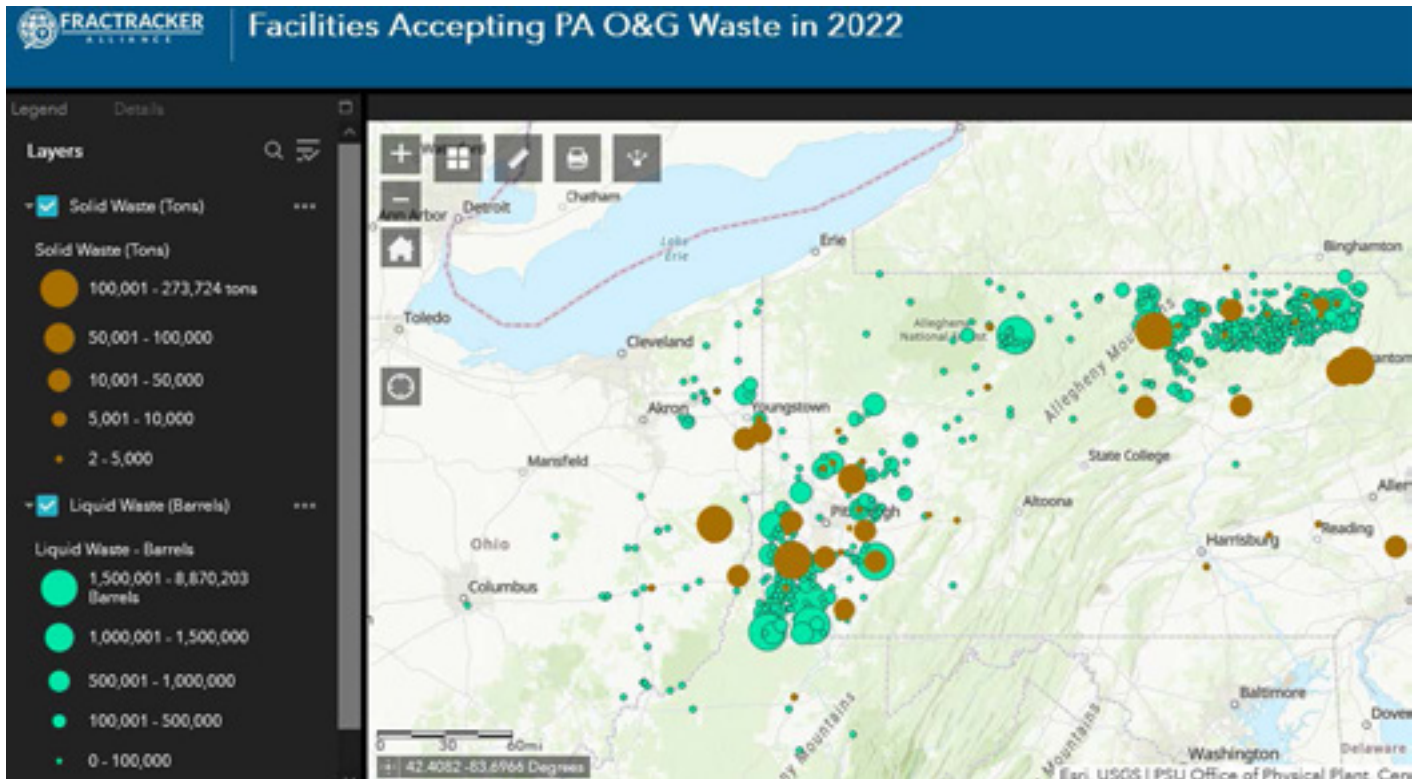 FRACTRACKER
ALLIANCE
Facilities Accepting PA O&G Waste in 2022
Legend
Details
Layers
Solid Waste (Tons)
Solid Waste (Tons)
100,001 - 273,724 tons
50,001 - 100,000
10,001 - 50,000
5,001 - 10,000
2 - 5,000
Liquid Waste (Barrels)
Liquid Waste - Barrels
1,500,001 - 8,870,203
Barrels
1,000,001 - 1,500,000
500,001 - 1,000,000
100,001 - 500,000
0 - 100,000
Ann Arbor
Detroit
Chatham
Lake
Erie
Erie
Binghamton
Toledo
Cleveland
Allegheny
National
Allegheny Mountains
Akron
Youngstown
Mansfield
State College
Altoona
Ohio
Harrisburg
Reading
Columbus
Baltimore
Dove
Mountains
Mountains
Washington
Delaware
0 30 60mi
42.4082 -83.6966 Degrees
Esri, USGS | PSU Office of Physical Plant, Cen